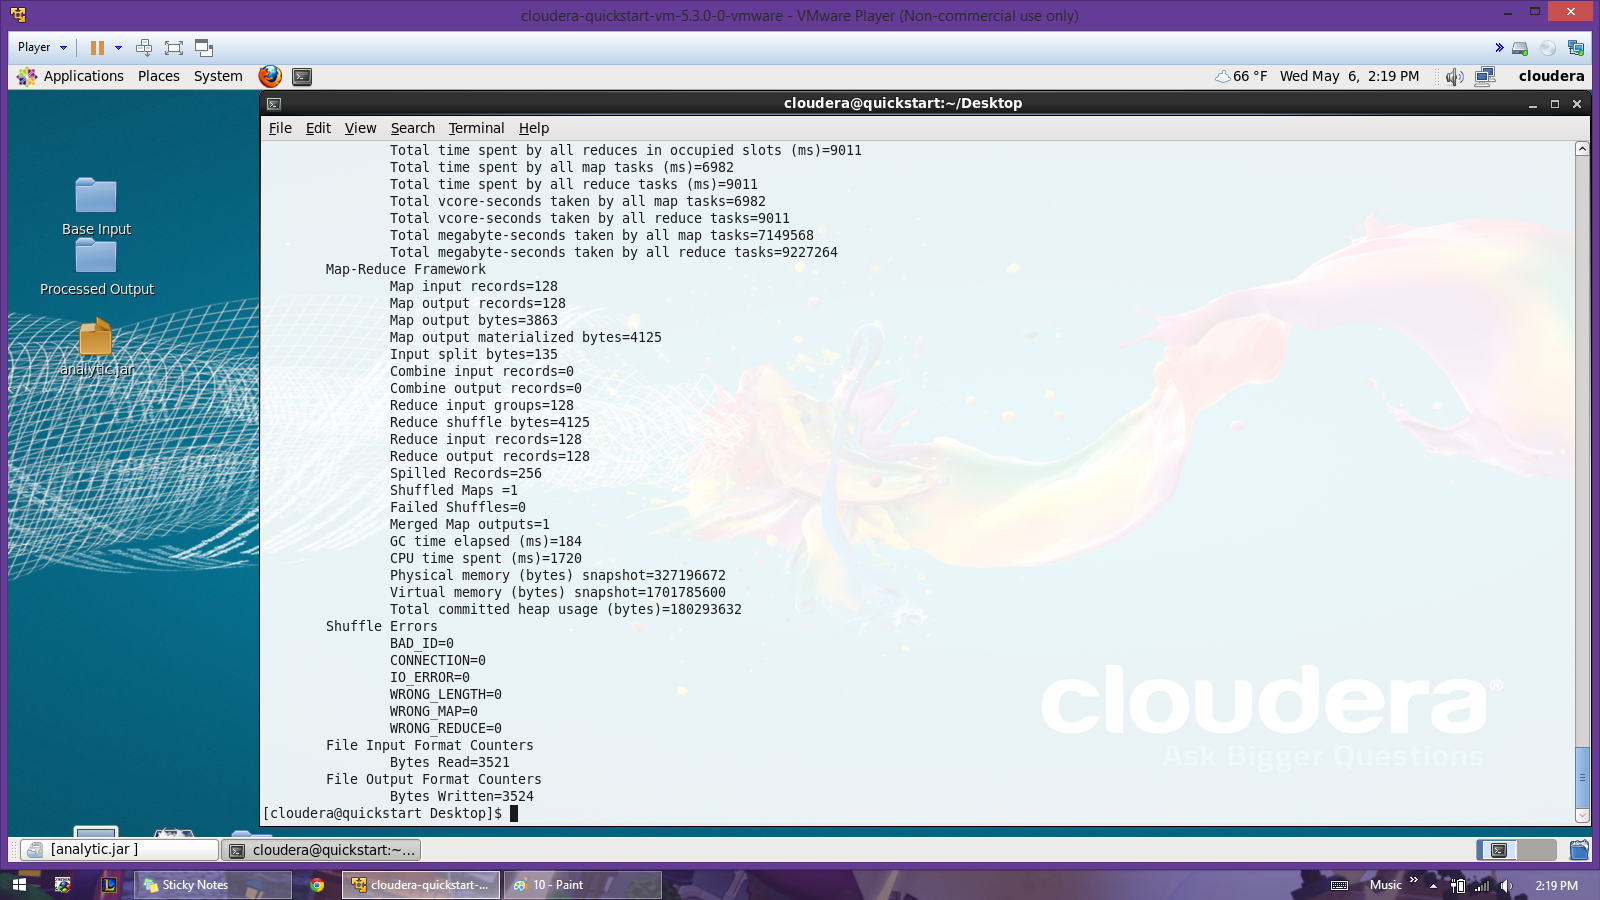 cloudera-quickstart-vm-5.3.0-0-vmware - VMware Player (Non-commercial use only)
Player
Applications Places System 66 °F Wed May 6, 2:19 PM cloudera
cloudera@quickstart:~/Desktop
File Edit View Search Terminal Help
Total time spent by all reduces in occupied slots (ms)=9011
Total time spent by all map tasks (ms)=6982
Total time spent by all reduce tasks (ms)=9011
Total vcore-seconds taken by all map tasks=6982
Total vcore-seconds taken by all reduce tasks=9011
Total megabyte-seconds taken by all map tasks=7149568
Total megabyte-seconds taken by all reduce tasks=9227264
Map-Reduce Framework
Map input records=128
Map output records=128
Map output bytes=3863
Map output materialized bytes=4125
Input split bytes=135
Combine input records=0
Combine output records=0
Reduce input groups=128
Reduce shuffle bytes=4125
Reduce input records=128
Reduce output records=128
Spilled Records=256
Shuffled Maps =1
Failed Shuffles=0
Merged Map outputs=1
GC time elapsed (ms)=184
CPU time spent (ms)=1720
Physical memory (bytes) snapshot=327196672
Virtual memory (bytes) snapshot=1701785600
Total committed heap usage (bytes)=180293632
Shuffle Errors
BAD_ID=0
CONNECTION=0
IO_ERROR=0
WRONG_LENGTH=0
WRONG_MAP=0
WRONG_REDUCE=0
File Input Format Counters
Bytes Read=3521
File Output Format Counters
Bytes Written=3524
[cloudera@quickstart Desktop]$
Base Input
Processed Output
analytic.jar
cloudera®
Ask Bigger Questions
[analytic.jar ] cloudera@quickstart:~...
Sticky Notes cloudera-quickstart-... 10 - Paint Music 2:19 PM